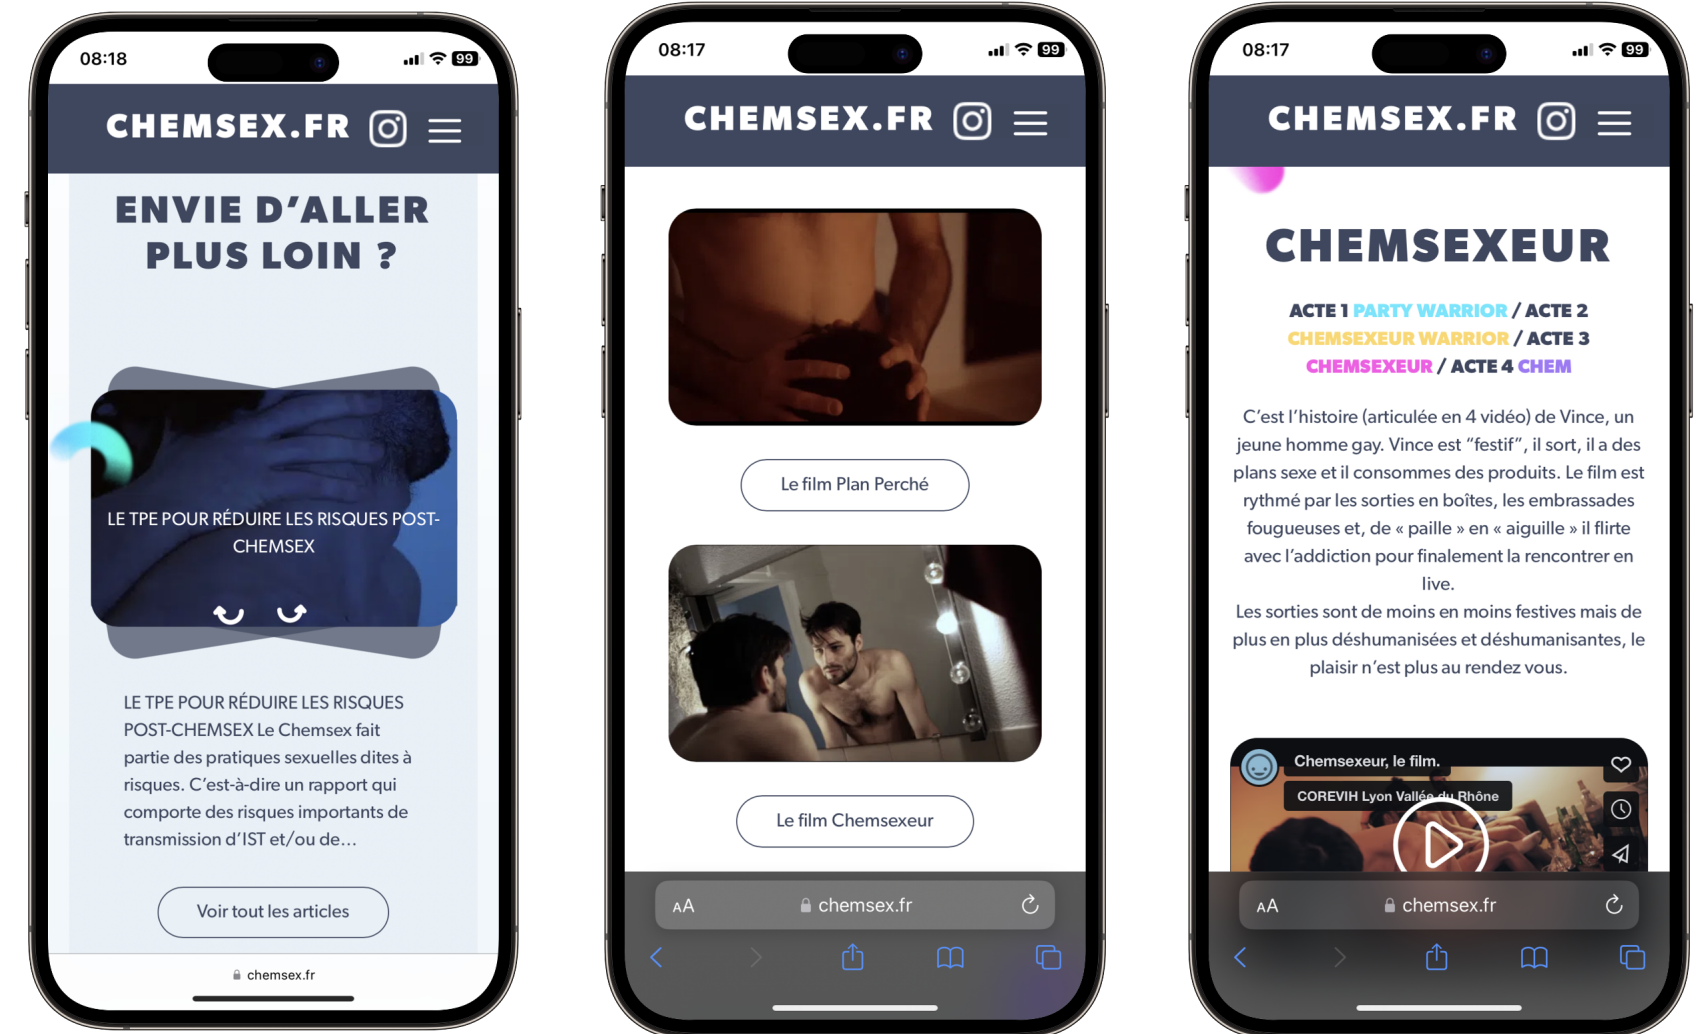 08:18
99
CHEMSEX.FR
ENVIE D’ALLER
PLUS LOIN ?
LE TPE POUR RÉDUIRE LES RISQUES POST-
CHEMSEX
LE TPE POUR RÉDUIRE LES RISQUES
POST-CHEMSEX Le Chemsex fait
partie des pratiques sexuelles dites à
risques. C’est-à-dire un rapport qui
comporte des risques importants de
transmission d’IST et/ou de…
Voir tout les articles
chemsex.fr
08:17
99
CHEMSEX.FR
Le film Plan Perché
Le film Chemsexeur
AA
chemsex.fr
08:17
99
CHEMSEX.FR
CHEMSEXEUR
ACTE 1 PARTY WARRIOR / ACTE 2
CHEMSEXEUR WARRIOR / ACTE 3
CHEMSEXEUR / ACTE 4 CHEM
C’est l’histoire (articulée en 4 vidéo) de Vince, un
jeune homme gay. Vince est “festif”, il sort, il a des
plans sexe et il consommes des produits. Le film est
rythmé par les sorties en boîtes, les embrassades
fougueuses et, de « paille » en « aiguille » il flirte
avec l’addiction pour finalement la rencontrer en
live.
Les sorties sont de moins en moins festives mais de
plus en plus déshumanisées et déshumanisantes, le
plaisir n’est plus au rendez vous.
Chemsexeur, le film.
COREVIH Lyon Vallée du Rhône
AA
chemsex.fr